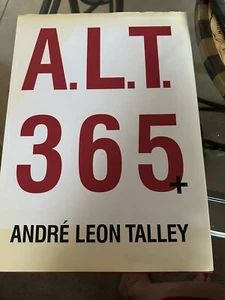 A.L.T.
365+
ANDRÉ LEON TALLEY